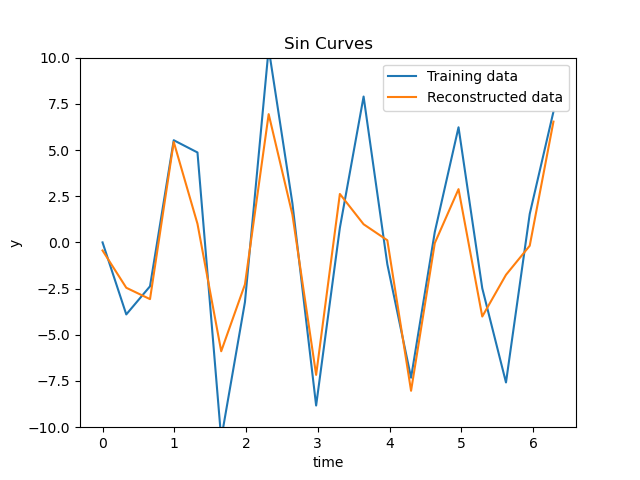 Sin Curves
Training data
Reconstructed data
10.0
7.5
5.0
2.5
0.0
−2.5
−5.0
−7.5
−10.0
y
0 1 2 3 4 5 6
time